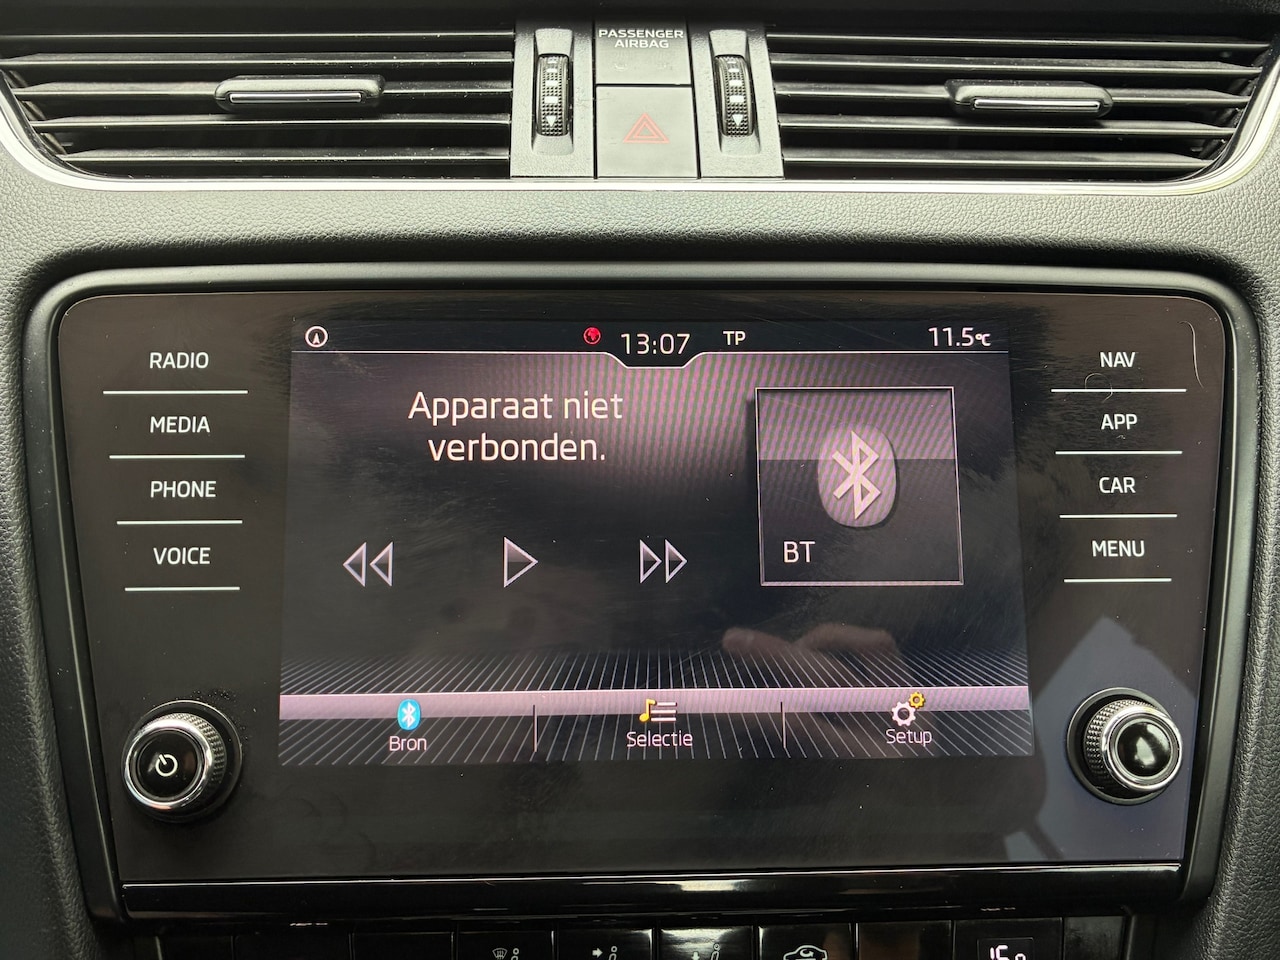 PASSENGER
AIRBAG
13:07
TP
11.5°C
RADIO
MEDIA
PHONE
VOICE
Apparaat niet
verbonden.
BT
NAV
APP
CAR
MENU
Bron
Selectie
Setup